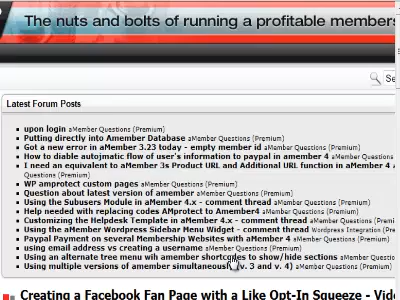 The nuts and bolts of running a profitable members
Se
Latest Forum Posts
upon login aMember Questions (Premium)
Putting directly into Amember Database aMember Questions (Premium)
Got a new error in aMember 3.23 today - empty member id aMember Questions (Premium)
How to diable autojmatic flow of user's information to paypal in amember 4 aMember Questions
I need an equivalent to aMember 3s Product URL and Additional URL function in aMember 4 a
Questions (Premium)
WP amprotect custom pages aMember Questions (Premium)
Question about latest version of amember aMember Questions (Premium)
Using the Subusers Module in aMember 4.x - comment thread aMember Questions (Premium)
Help needed with replacing codes AMprotect to Amember4 aMember Questions (Premium)
Customizing the Helpdesk Template in aMember 4.x - comment thread aMember Questions (Premi
Using the aMember Wordpress Sidebar Menu Widget - comment thread Wordpress Integration (Pre
Paypal Payment on several Membership Websites with aMember 4 aMember Questions (Premium)
using email address vs creating a username aMember Questions (Premium)
Using an alternative tree menu wih amember shortcodes to show/hide sections aMember Questions
Using multiple versions of amember simultaneously (v. 3 and v. 4) aMember Questions (Premium)
Creating a Facebook Fan Page with a Like Opt-In Squeeze - Vide